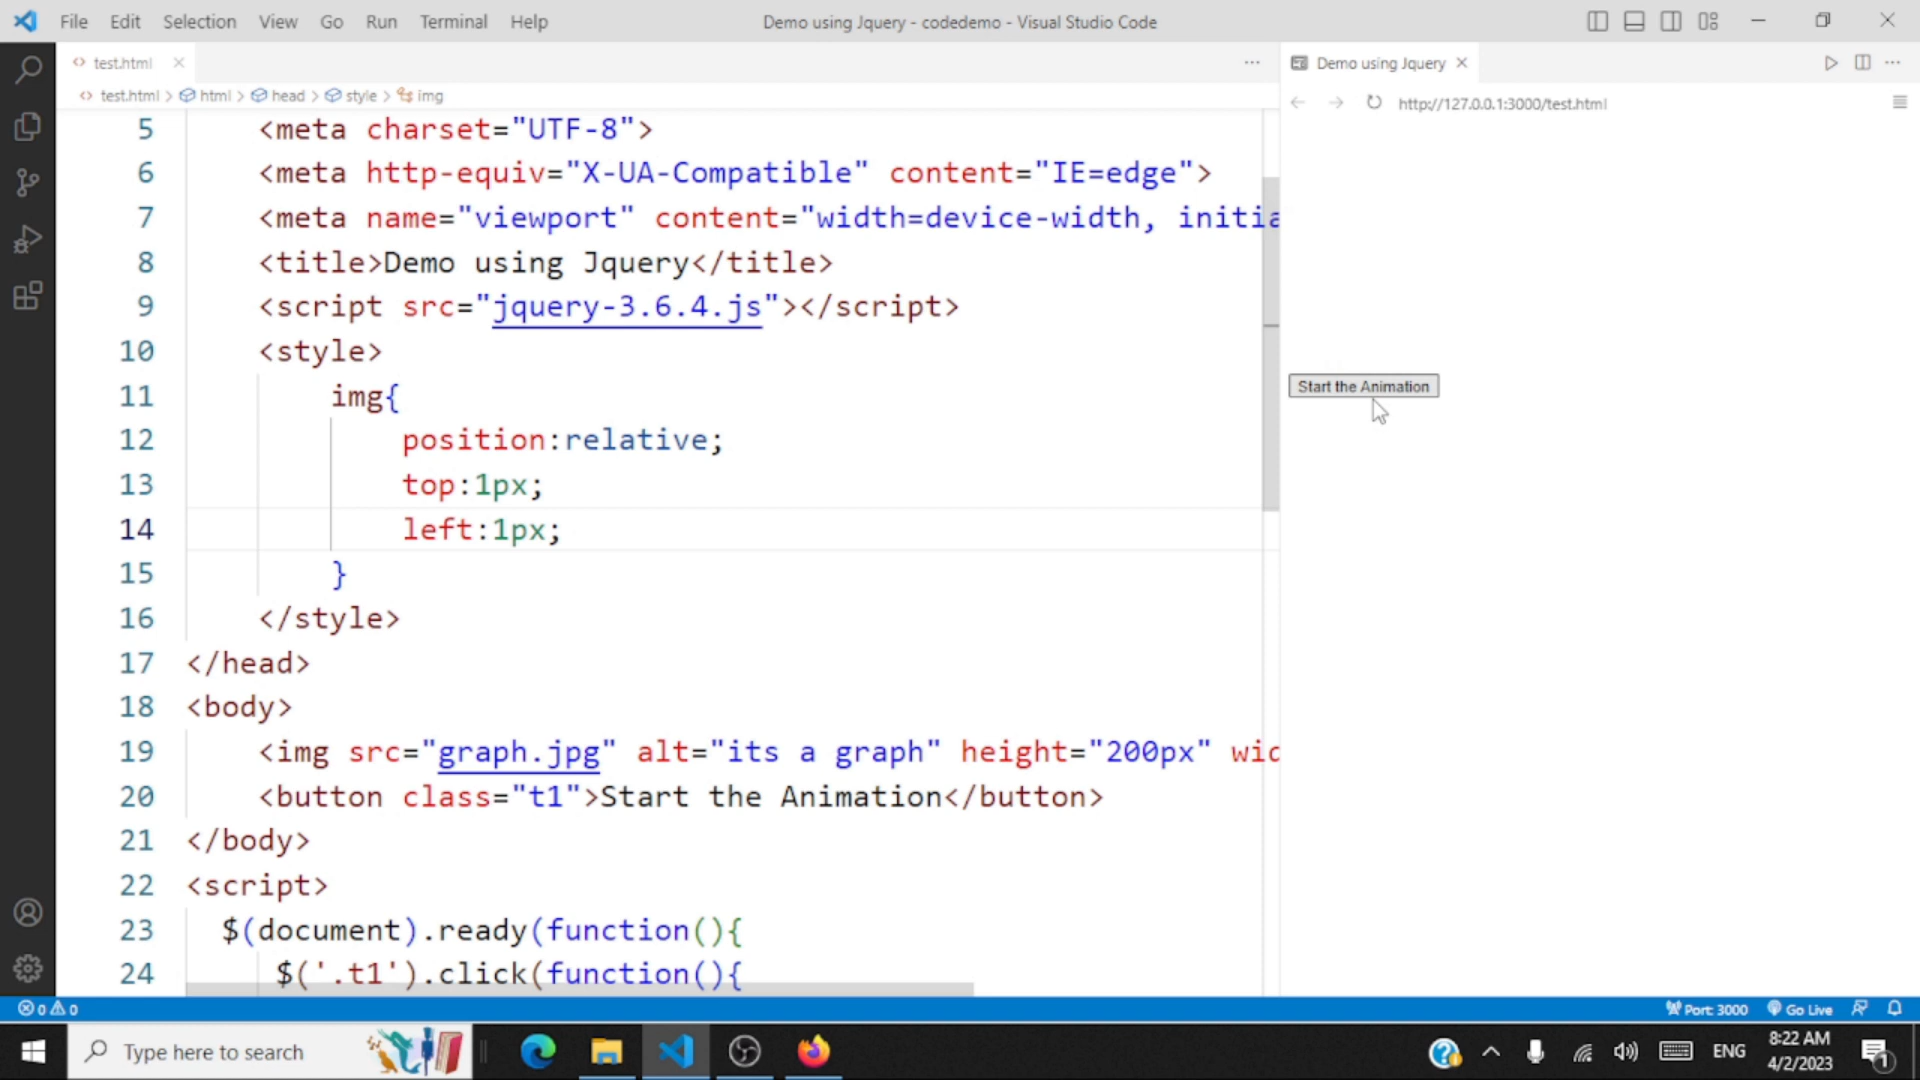 File Edit Selection View Go Run Terminal Help
Demo using Jquery - codedemo - Visual Studio Code
test.html
Demo using Jquery
test.html > html > head > style > img
http://127.0.0.1:3000/test.html
5 <meta charset="UTF-8">
6 <meta http-equiv="X-UA-Compatible" content="IE=edge">
7 <meta name="viewport" content="width=device-width, initia
8 <title>Demo using Jquery</title>
9 <script src="jquery-3.6.4.js"></script>
10 <style>
11 img{
12 position:relative;
13 top:1px;
14 left:1px;
15 }
16 </style>
17 </head>
18 <body>
19 <img src="graph.jpg" alt="its a graph" height="200px" wid
20 <button class="t1">Start the Animation</button>
21 </body>
22 <script>
23 $(document).ready(function(){
24 $('.t1').click(function(){
Start the Animation
0 0
Port: 3000 Go Live
Type here to search
ENG
8:22 AM
4/2/2023
1